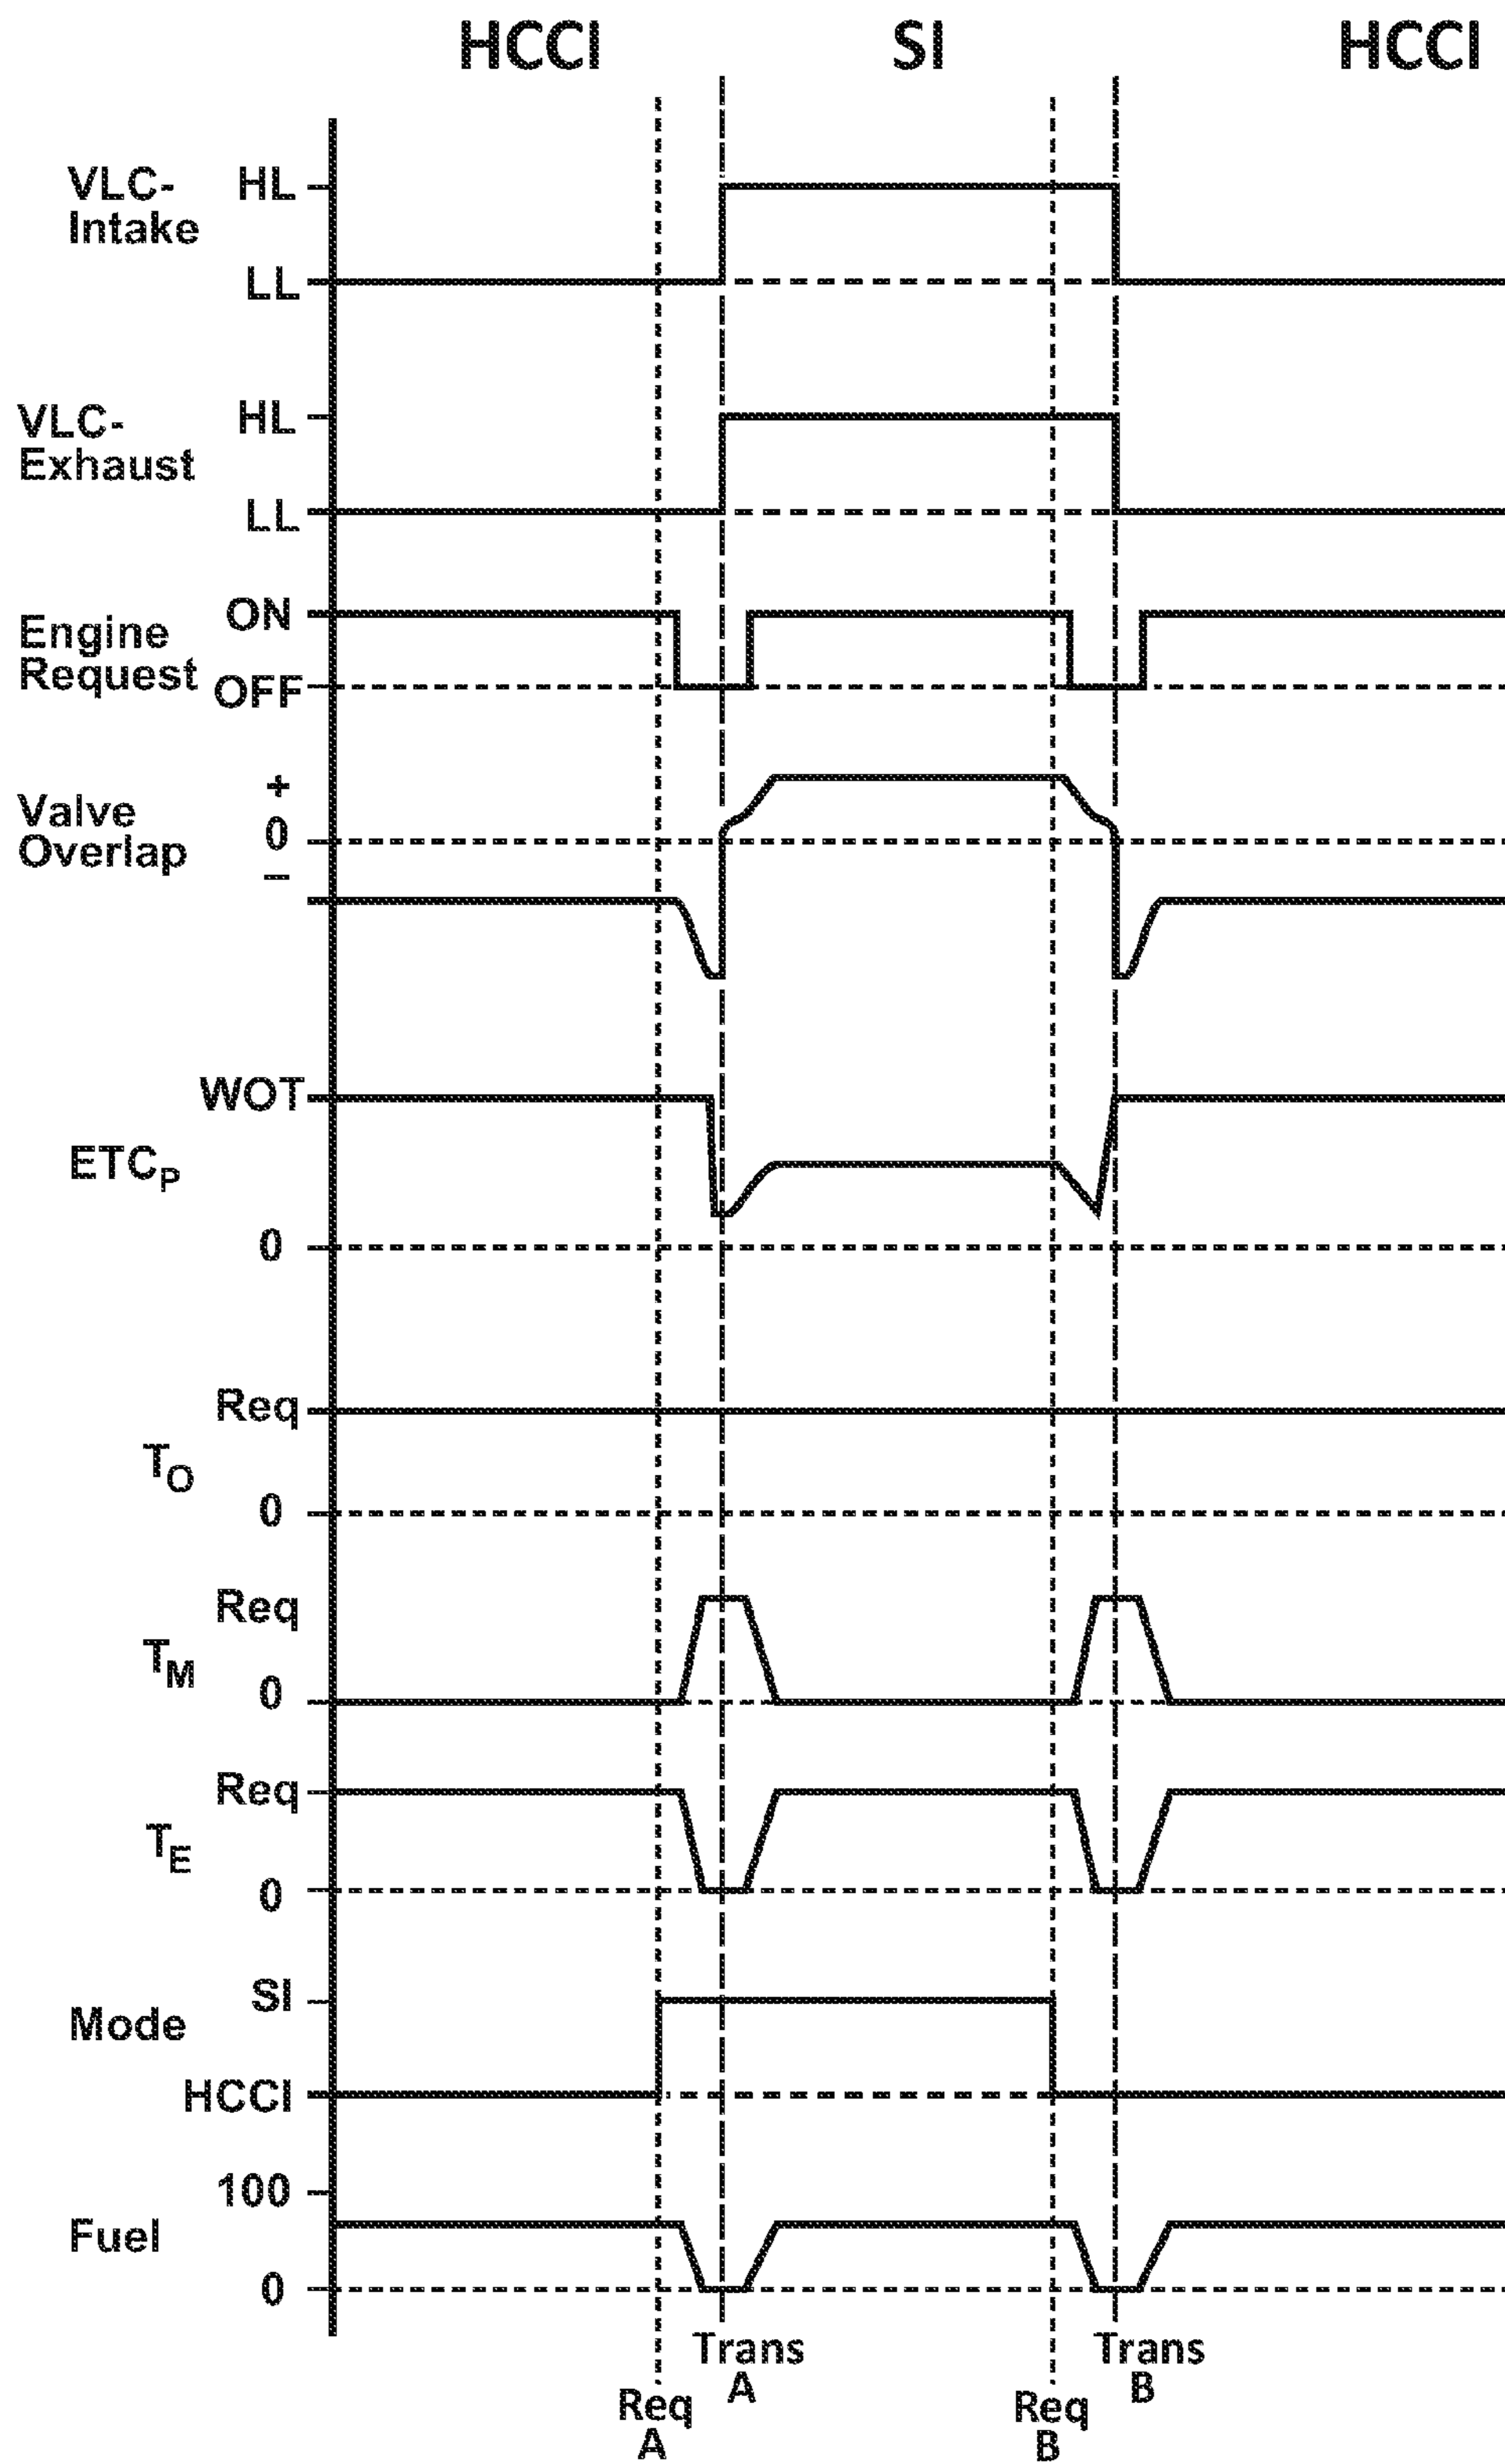 HCCI SI HCCI
VLC-
Intake
HL
LL
VLC-
Exhaust
HL
LL
Engine
Request
ON
OFF
Valve
Overlap
+
0
–
WOT
ETCP
0
Req
TO
0
Req
TM
0
Req
TE
0
SI
Mode
HCCI
100
Fuel
0
Trans
A
Trans
B
Req
A
Req
B